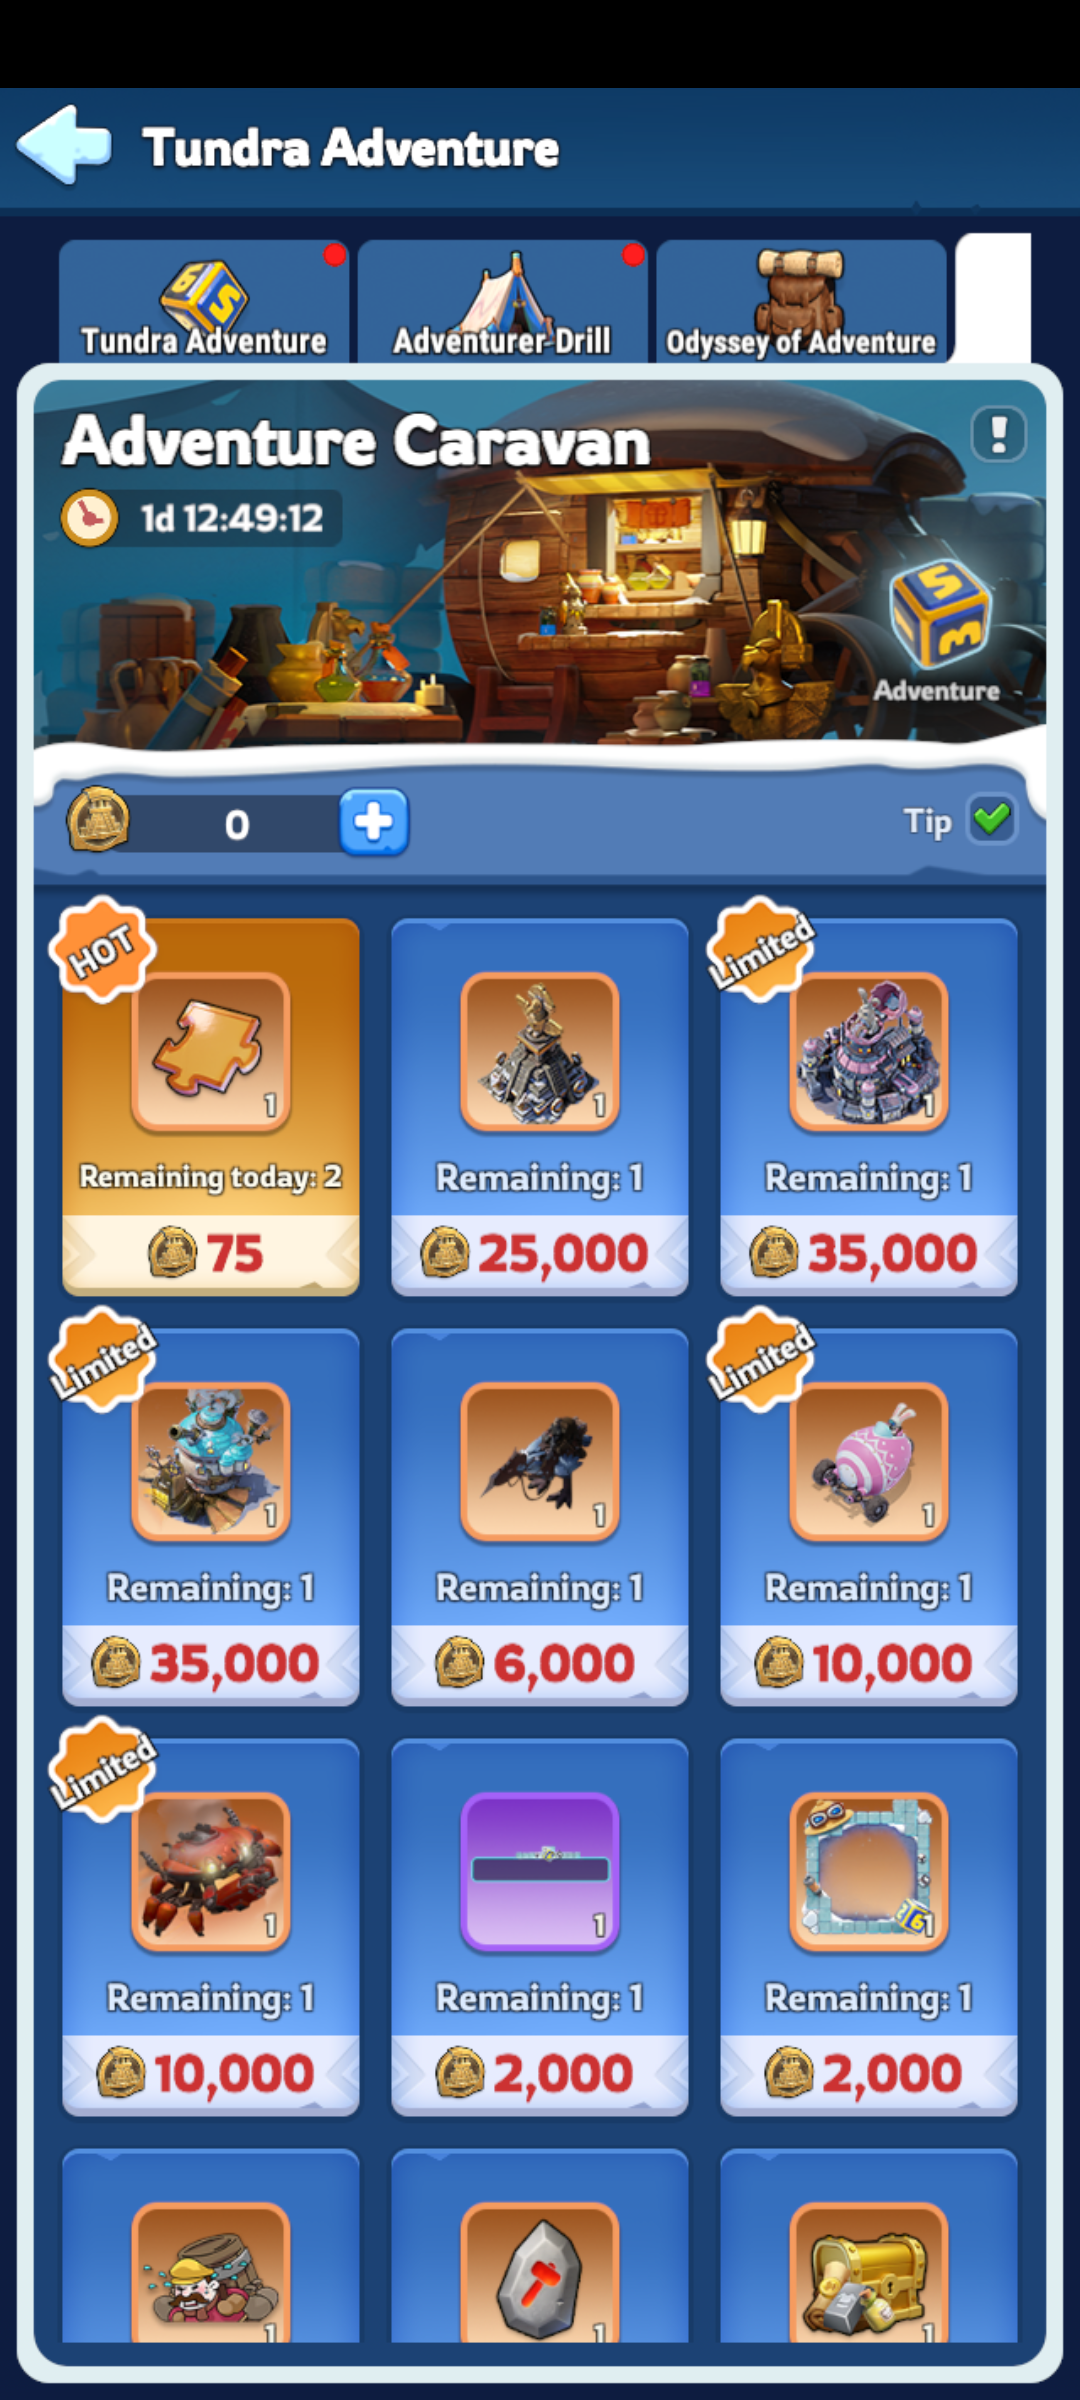 Tundra Adventure
Tundra Adventure
Adventurer Drill
Odyssey of Adventure
Adventure Caravan
1d 12:49:12
Adventure
0
Tip
HOT
1
Remaining today: 2
75
1
Remaining: 1
25,000
Limited
1
Remaining: 1
35,000
Limited
1
Remaining: 1
35,000
1
Remaining: 1
6,000
Limited
1
Remaining: 1
10,000
Limited
1
Remaining: 1
10,000
1
Remaining: 1
2,000
1
Remaining: 1
2,000
1
1
1